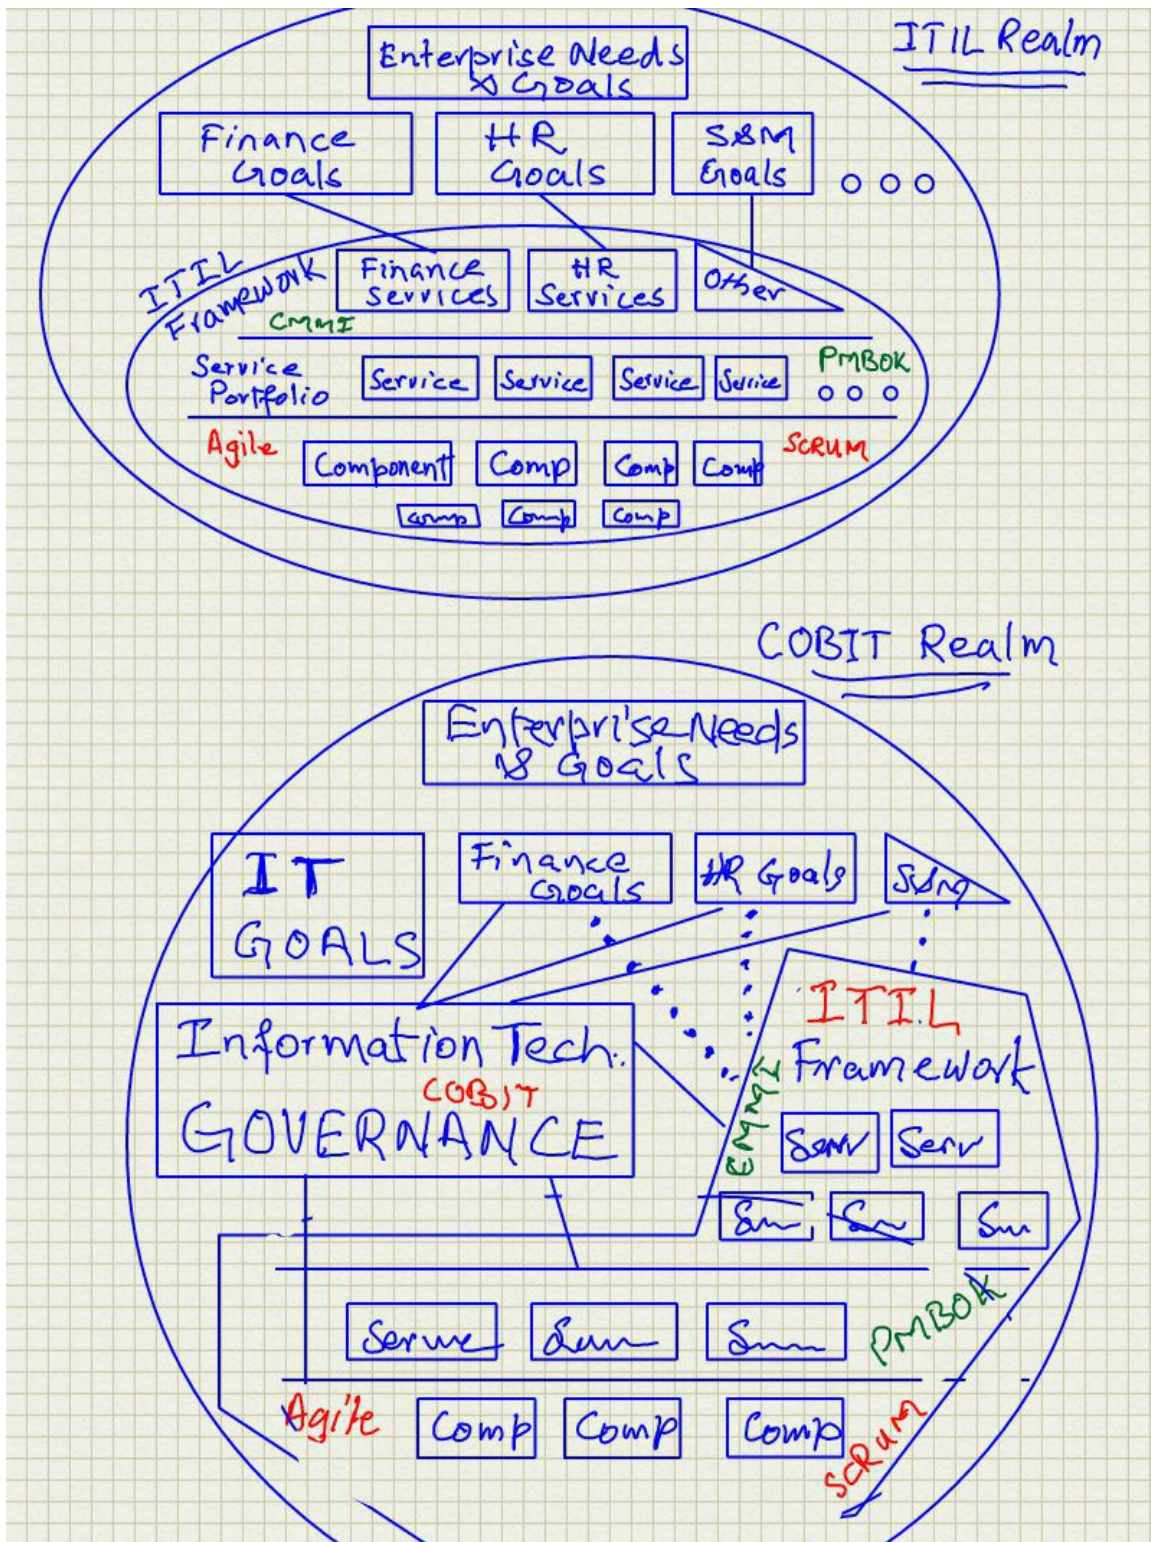 ITIL Realm
Enterprise Needs
& Goals
Finance
Goals
HR
Goals
S&M
Goals
ITIL
Framework
Finance
Services
HR
Services
Other
CMMI
Service
Portfolio
Service
Service
Service
Service
PMBOK
Agile
Component
Comp
Comp
Comp
SCRUM
Comp
Comp
Comp
COBIT Realm
Enterprise Needs
& Goals
IT
GOALS
Finance
Goals
HR Goals
S&M
Information Tech.
COBIT
GOVERNANCE
ITIL
Framework
Serv
Serv
PMBOK
Agile
Comp
Comp
Comp
SCRUM